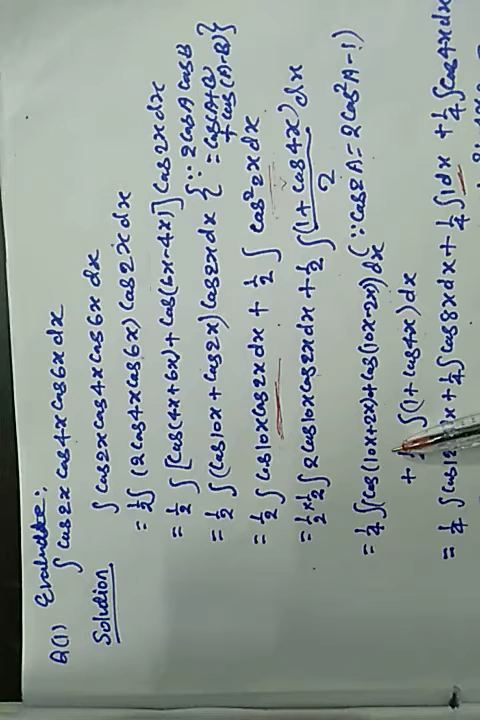 Q(1) Evaluate:
∫ cos2x cos4x cos6x dx
Solution
∫ cos2x cos4x cos6x dx
= 1/2 ∫ (2 cos4x cos6x) cos2x dx
= 1/2 ∫ [cos(4x+6x) + cos(6x-4x)] cos2x dx
= 1/2 ∫ (cos10x + cos2x) cos2x dx {∵ 2cosA cosB = cos(A+B) + cos(A-B)}
= 1/2 ∫ cos10x cos2x dx + 1/2 ∫ cos²2x dx
= 1/2 × 1/2 ∫ 2 cos10x cos2x dx + 1/2 ∫ (1 + cos4x)/2 dx
= 1/4 ∫ (cos(10x+2x) + cos(10x-2x)) dx (∵ cos2A = 2cos²A - 1)
+ ∫ (1 + cos4x) dx
= 1/4 ∫ cos12x dx + 1/4 ∫ cos8x dx + 1/4 ∫ 1 dx + 1/4 ∫ cos4x dx